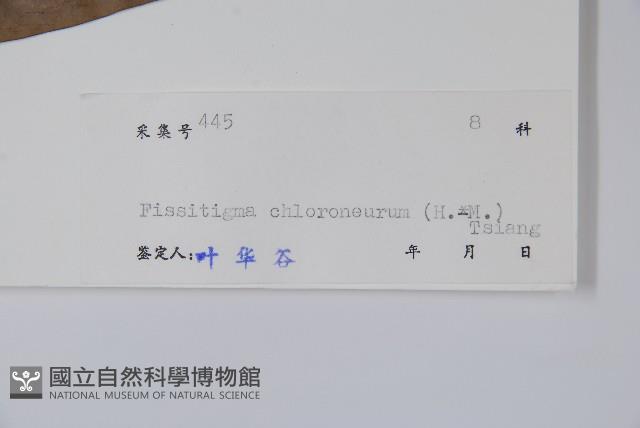 采集号 445 8 科
Fissitigma chloroneurum (H.-M.)
Tsiang
鉴定人: 叶华谷 年 月 日
國立自然科學博物館
NATIONAL MUSEUM OF NATURAL SCIENCE